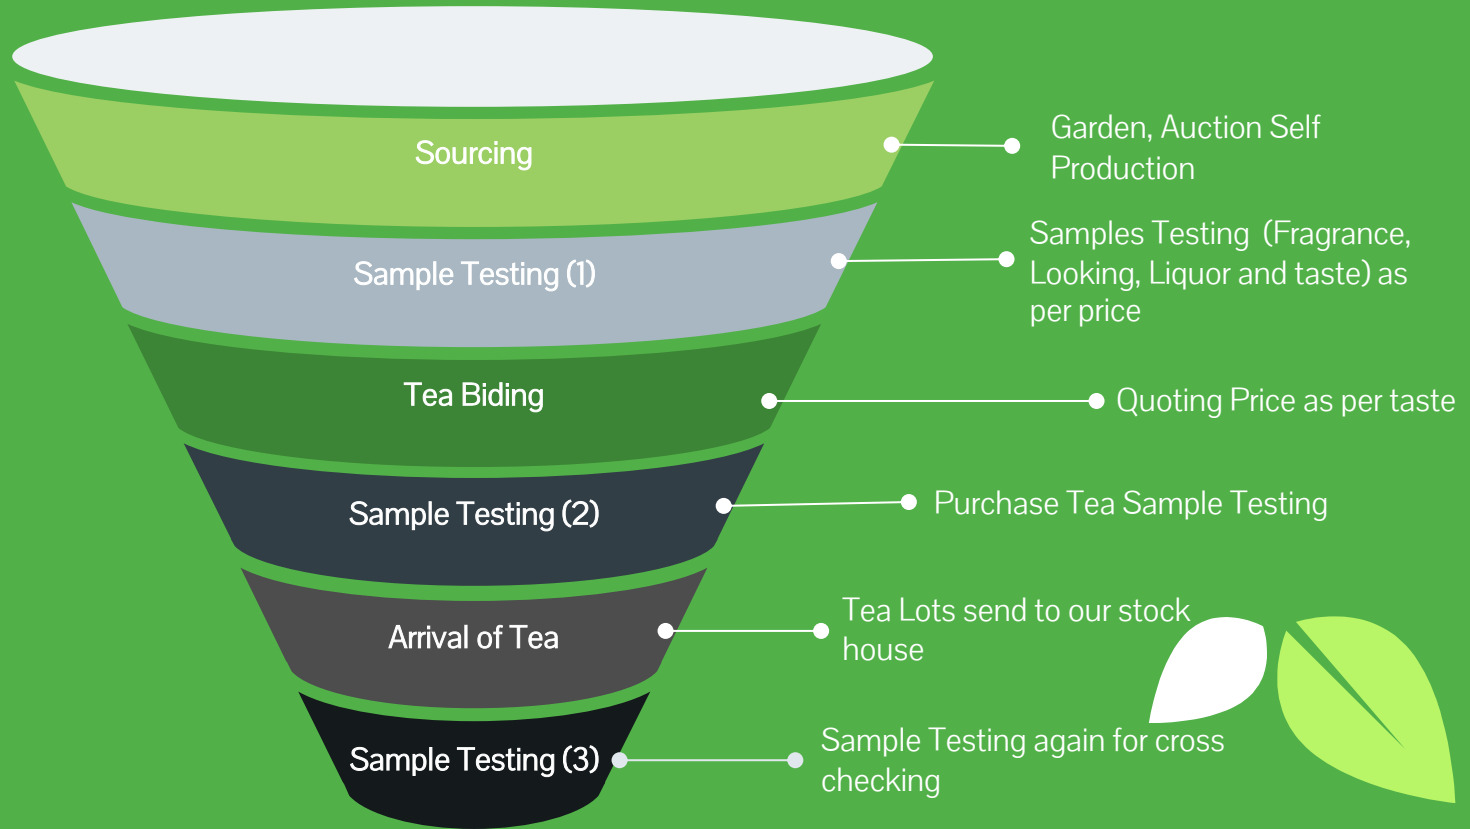 Sourcing
Garden, Auction Self
Production
Sample Testing (1)
Samples Testing (Fragrance,
Looking, Liquor and taste) as
per price
Tea Biding
Quoting Price as per taste
Sample Testing (2)
Purchase Tea Sample Testing
Arrival of Tea
Tea Lots send to our stock
house
Sample Testing (3)
Sample Testing again for cross
checking